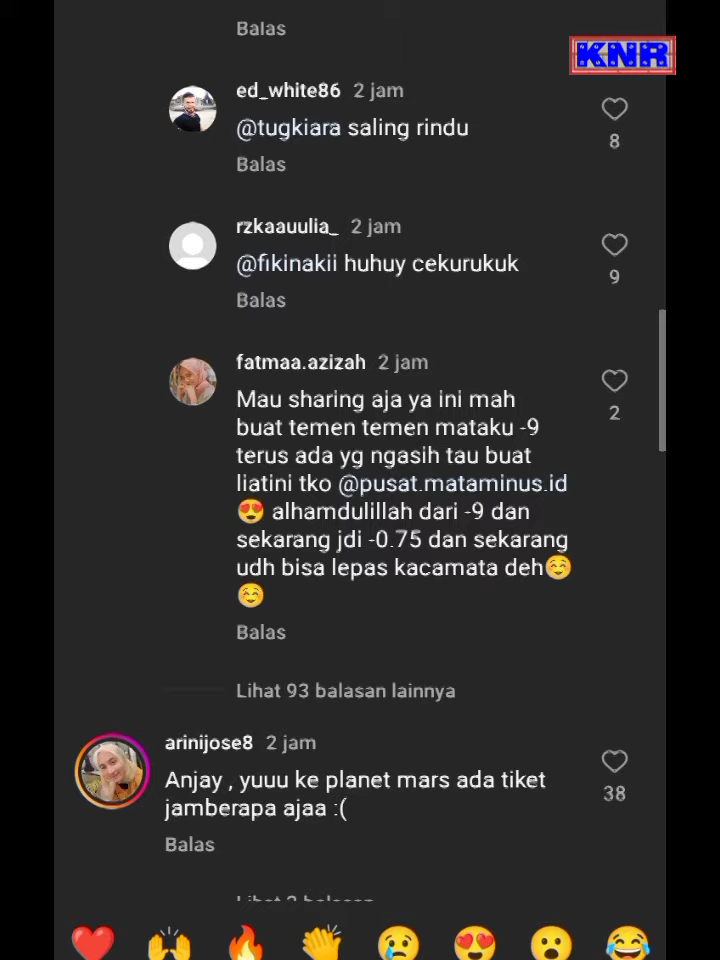 Balas
KNR
ed_white86 2 jam
@tugkiara saling rindu
8
Balas
rzkaauulia_ 2 jam
@fikinakii huhuy cekurukuk
9
Balas
fatmaa.azizah 2 jam
Mau sharing aja ya ini mah
buat temen temen mataku -9
terus ada yg ngasih tau buat
liatini tko @pusat.mataminus.id
😍 alhamdulillah dari -9 dan
sekarang jdi -0.75 dan sekarang
udh bisa lepas kacamata deh☺️
☺️
2
Balas
Lihat 93 balasan lainnya
arinijose8 2 jam
Anjay , yuuu ke planet mars ada tiket
jamberapa ajaa :(
38
Balas